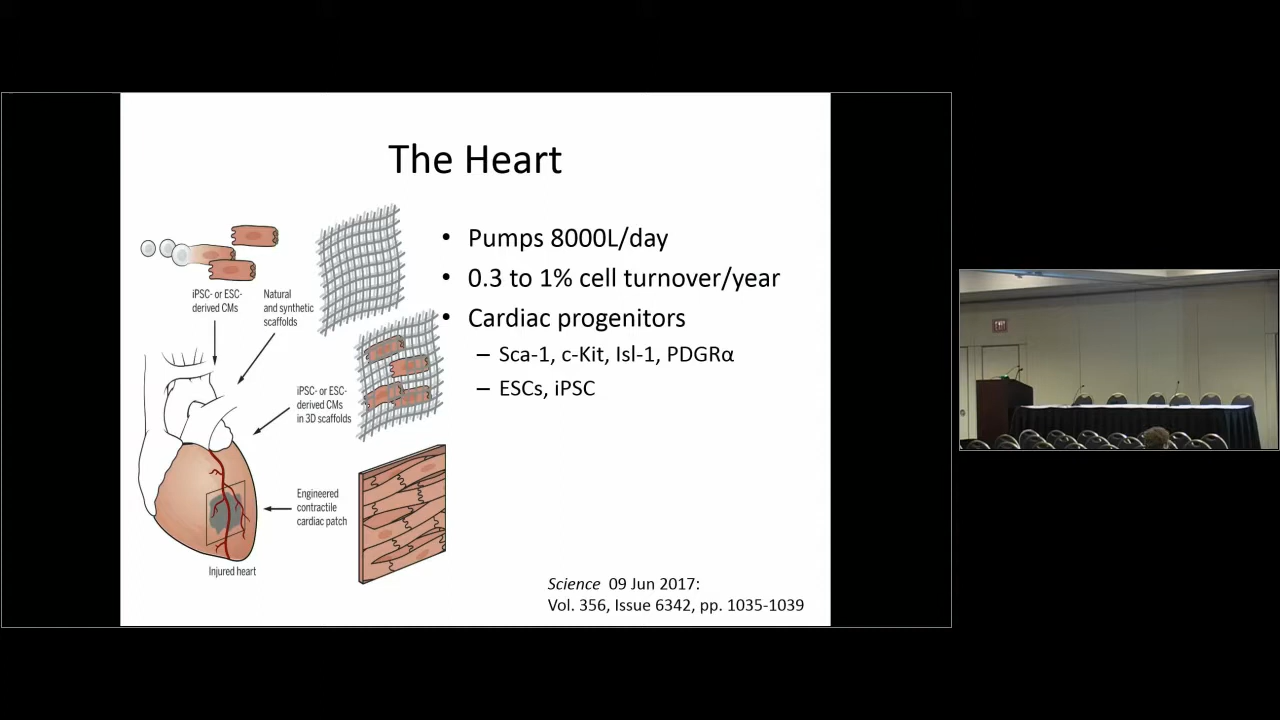 The Heart
• Pumps 8000L/day
• 0.3 to 1% cell turnover/year
• Cardiac progenitors
– Sca-1, c-Kit, Isl-1, PDGRα
– ESCs, iPSC
iPSC- or ESC-
derived CMs
Natural
and synthetic
scaffolds
iPSC- or ESC-
derived CMs
in 3D scaffolds
Engineered
contractile
cardiac patch
Injured heart
Science 09 Jun 2017:
Vol. 356, Issue 6342, pp. 1035-1039